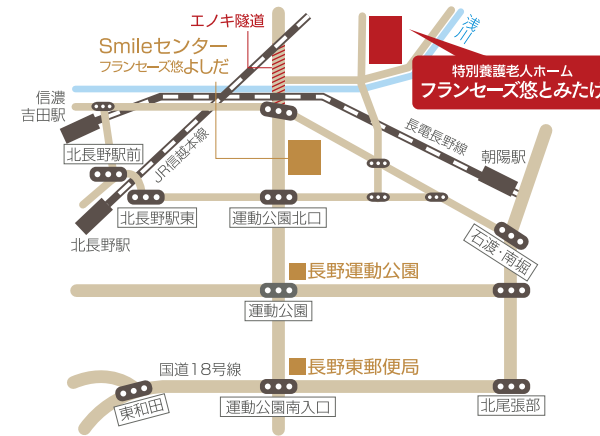 エノキ隧道
浅川
Smileセンター
フランセーズ悠よしだ
特別養護老人ホーム
フランセーズ悠とみたけ
信濃
吉田駅
長電長野線
朝陽駅
北長野駅前
JR信越本線
北長野駅東
運動公園北口
北長野駅
石渡・南堀
長野運動公園
運動公園
国道18号線
長野東郵便局
東和田
運動公園南入口
北尾張部